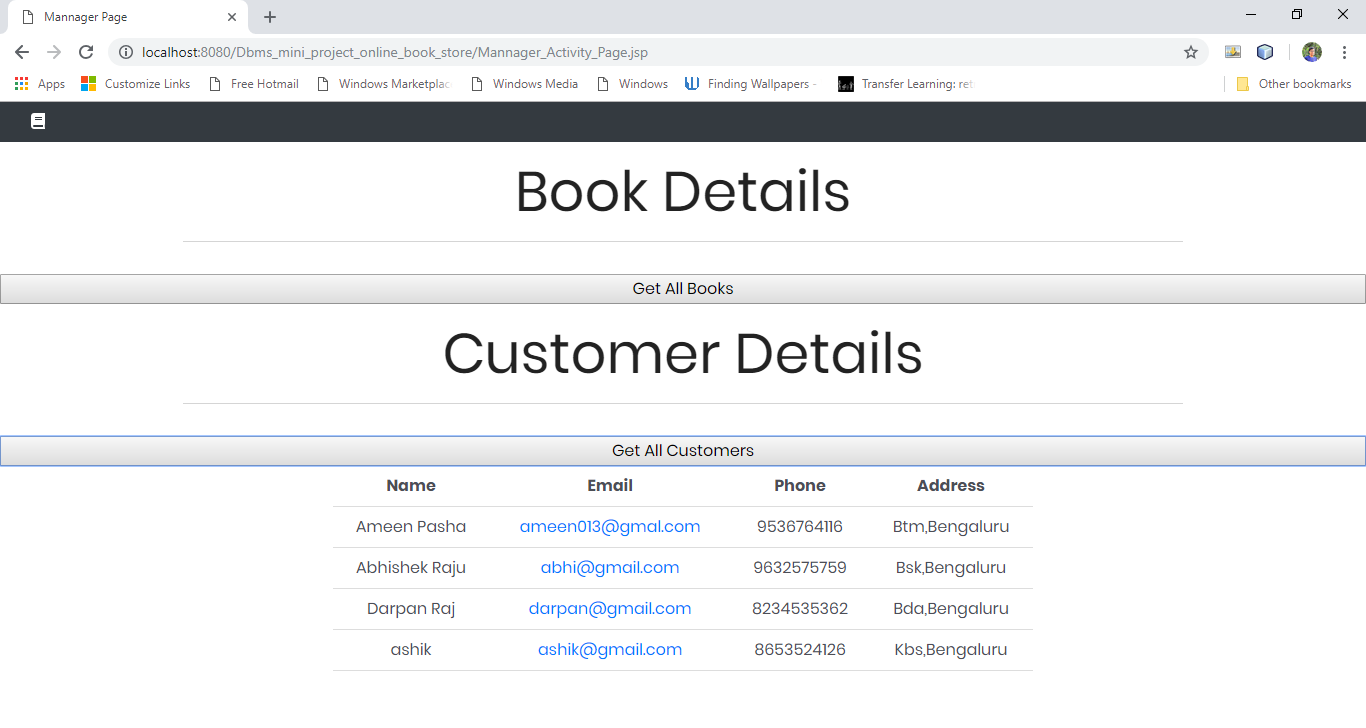 Mannager Page
localhost:8080/Dbms_mini_project_online_book_store/Mannager_Activity_Page.jsp
Apps Customize Links Free Hotmail Windows Marketplac Windows Media Windows Finding Wallpapers - Transfer Learning: ret Other bookmarks
Book Details
Get All Books
Customer Details
Get All Customers
Name Email Phone Address
Ameen Pasha ameen013@gmal.com 9536764116 Btm,Bengaluru
Abhishek Raju abhi@gmail.com 9632575759 Bsk,Bengaluru
Darpan Raj darpan@gmail.com 8234535362 Bda,Bengaluru
ashik ashik@gmail.com 8653524126 Kbs,Bengaluru